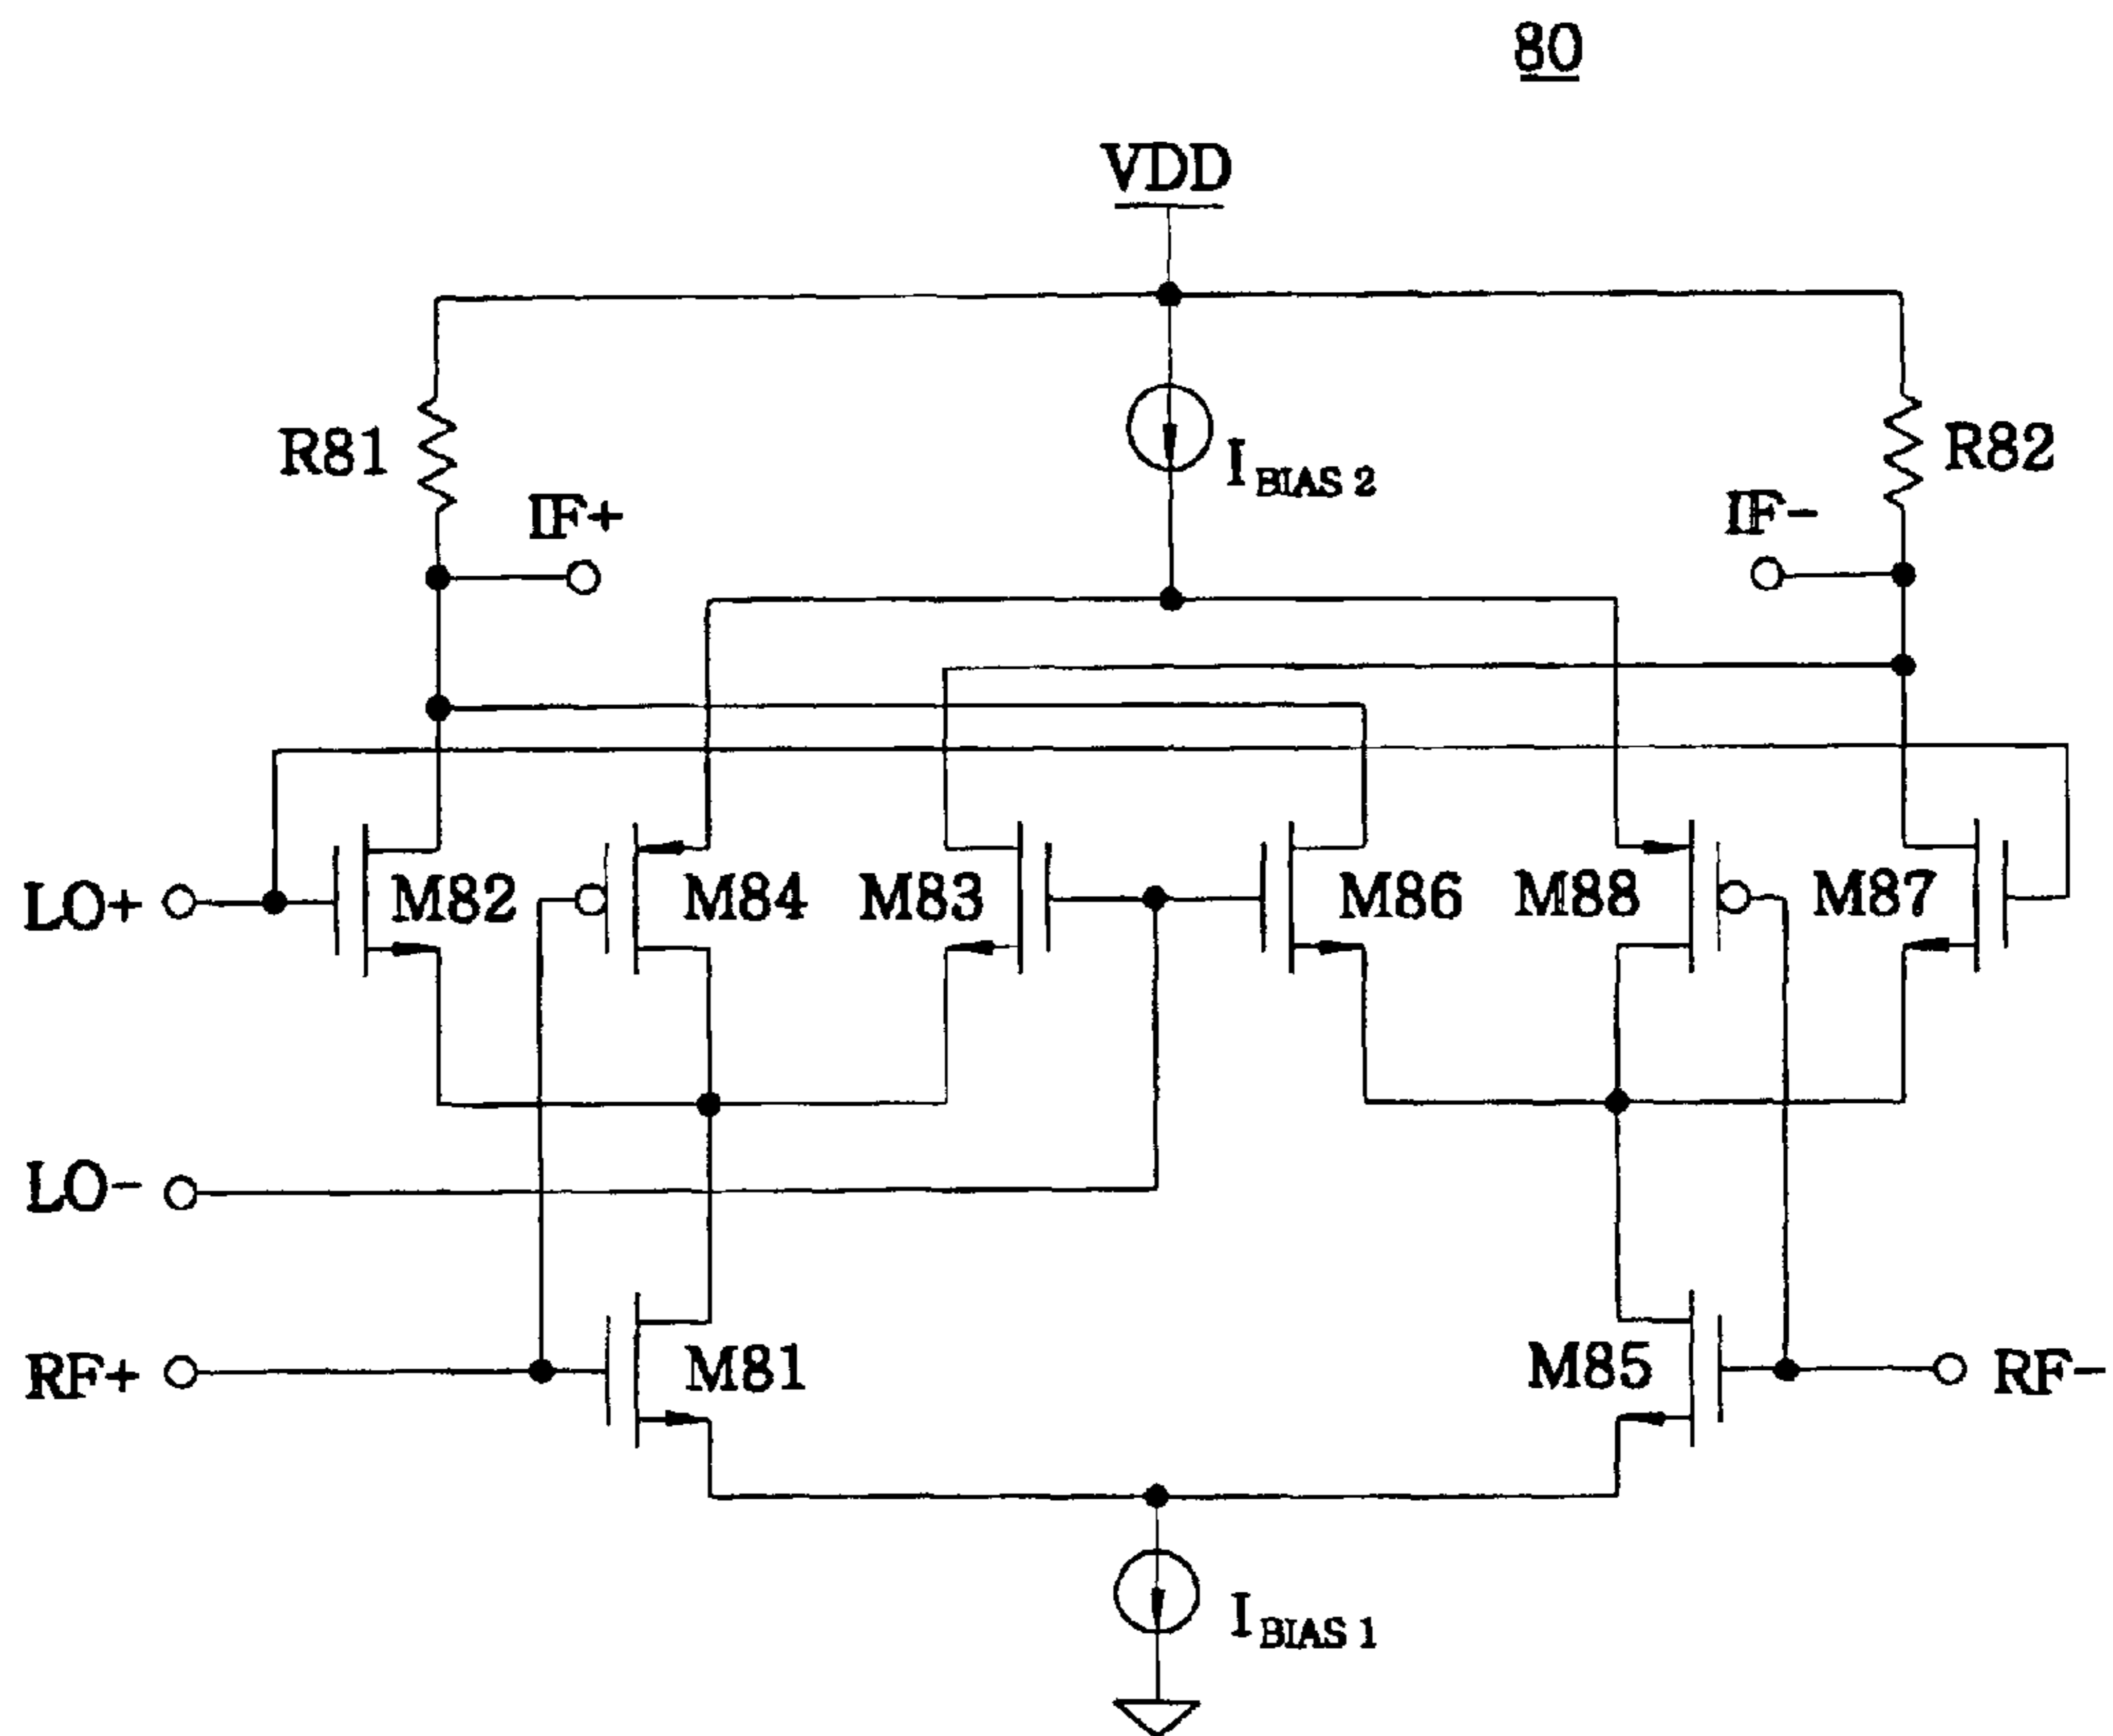 80
VDD
R81
IF+
I BIAS 2
IF-
R82
LO+
M82
M84
M83
M86
M88
M87
LO-
RF+
M81
M85
RF-
I BIAS 1